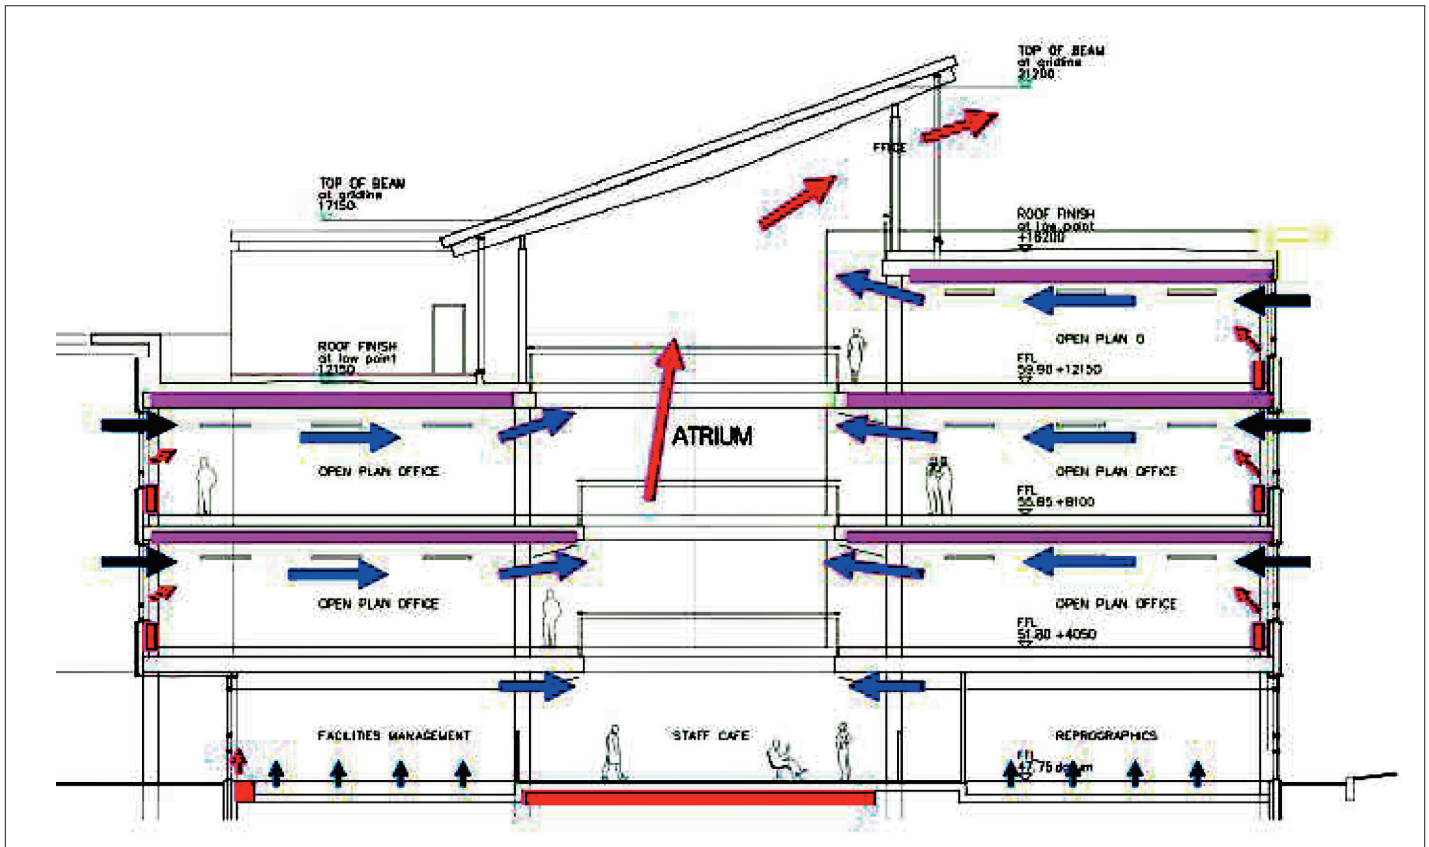 TOP OF BEAM
at gridline
21200
FFICE
TOP OF BEAM
at gridline
17150
ROOF FINISH
at low point
+16200
ROOF FINISH
at low point
12150
OPEN PLAN O
FFL
59.90 +12150
ATRIUM
OPEN PLAN OFFICE
OPEN PLAN OFFICE
FFL
55.85 +8100
OPEN PLAN OFFICE
OPEN PLAN OFFICE
FFL
51.80 +4050
FACILITIES MANAGEMENT
STAFF CAFE
REPROGRAPHICS
FFL
47.75 datum